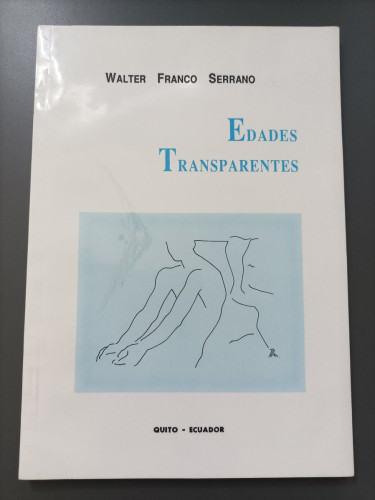 WALTER FRANCO SERRANO
EDADES
TRANSPARENTES
QUITO - ECUADOR